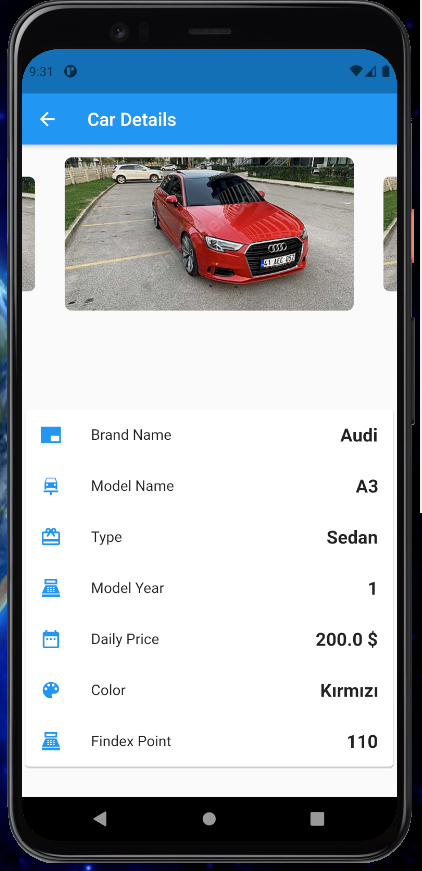 9:31
Car Details
Brand Name Audi
Model Name A3
Type Sedan
Model Year 1
Daily Price 200.0 $
Color Kırmızı
Findex Point 110